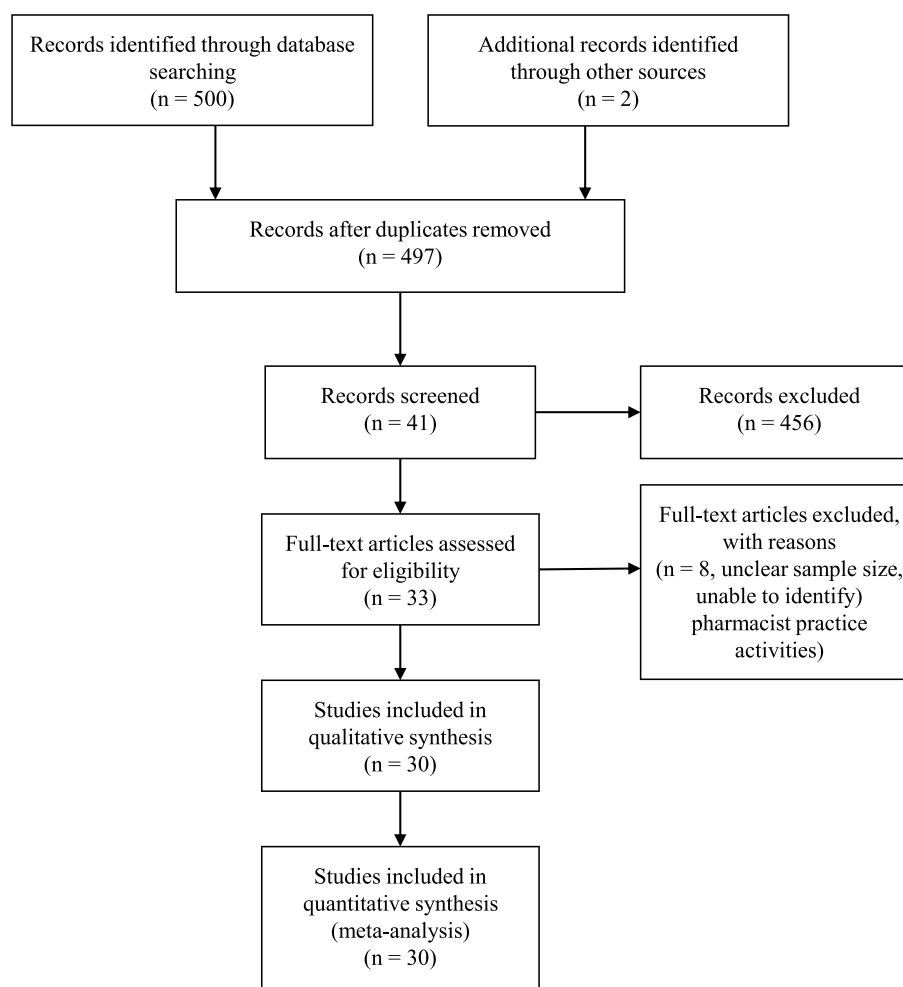 Records identified through database
searching
(n = 500)
Additional records identified
through other sources
(n = 2)
Records after duplicates removed
(n = 497)
Records screened
(n = 41)
Records excluded
(n = 456)
Full-text articles assessed
for eligibility
(n = 33)
Full-text articles excluded,
with reasons
(n = 8, unclear sample size,
unable to identify)
pharmacist practice
activities)
Studies included in
qualitative synthesis
(n = 30)
Studies included in
quantitative synthesis
(meta-analysis)
(n = 30)